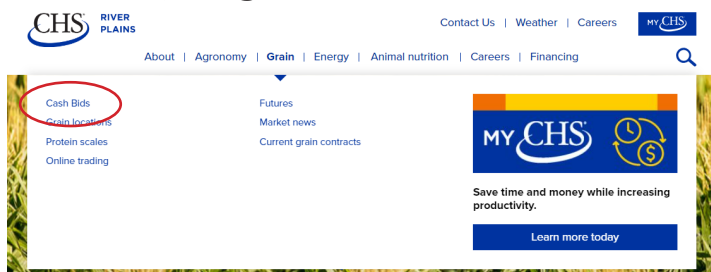 CHS RIVER PLAINS
Contact Us | Weather | Careers
MY CHS
About | Agronomy | Grain | Energy | Animal nutrition | Careers | Financing
Cash Bids
Grain locations
Protein scales
Online trading
Futures
Market news
Current grain contracts
MY CHS
Save time and money while increasing
productivity.
Learn more today